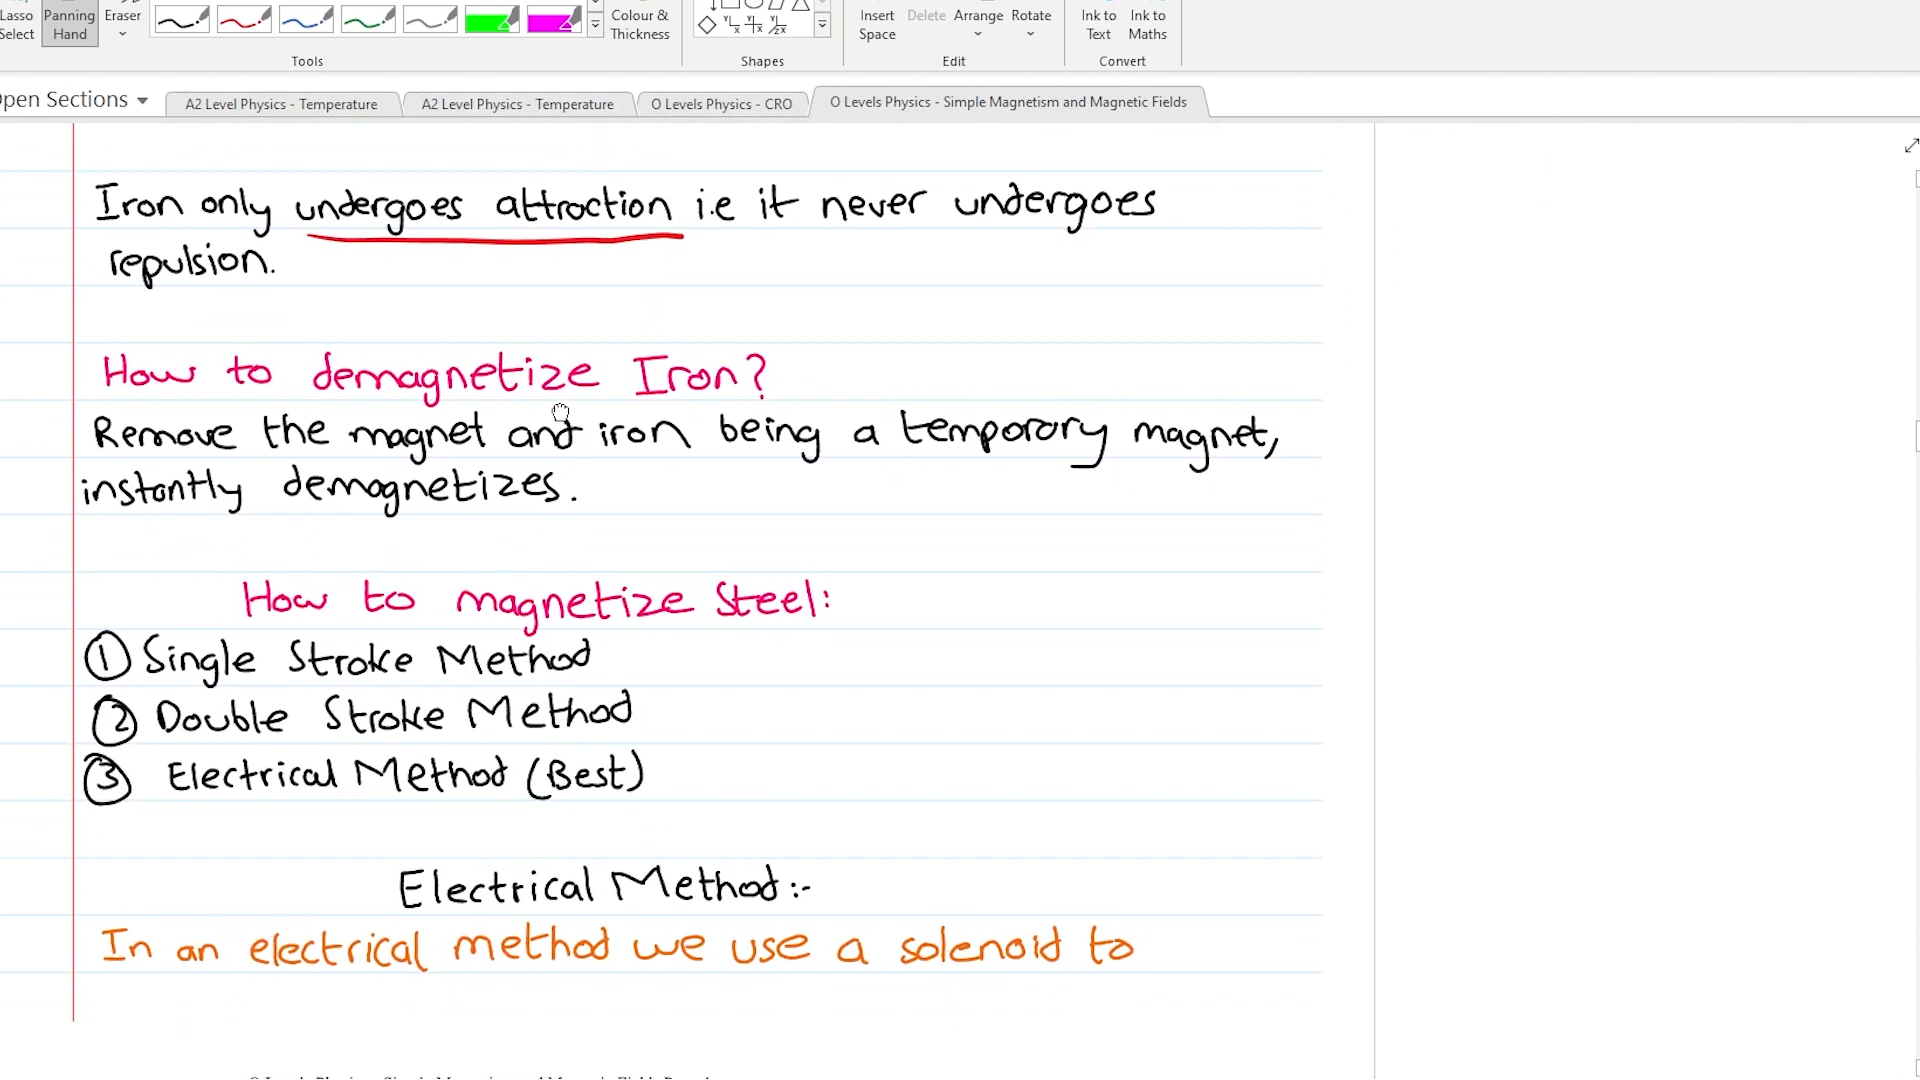 Lasso
Select
Panning
Hand
Eraser
Colour &
Thickness
Insert
Space
Delete
Arrange
Rotate
Ink to
Text
Ink to
Maths
Tools
Shapes
Edit
Convert
Open Sections
A2 Level Physics - Temperature
A2 Level Physics - Temperature
O Levels Physics - CRO
O Levels Physics - Simple Magnetism and Magnetic Fields
Iron only undergoes attraction i.e it never undergoes
repulsion.
How to demagnetize Iron?
Remove the magnet and iron being a temporary magnet,
instantly demagnetizes.
How to magnetize Steel:
① Single Stroke Method
② Double Stroke Method
③ Electrical Method (Best)
Electrical Method:-
In an electrical method we use a solenoid to